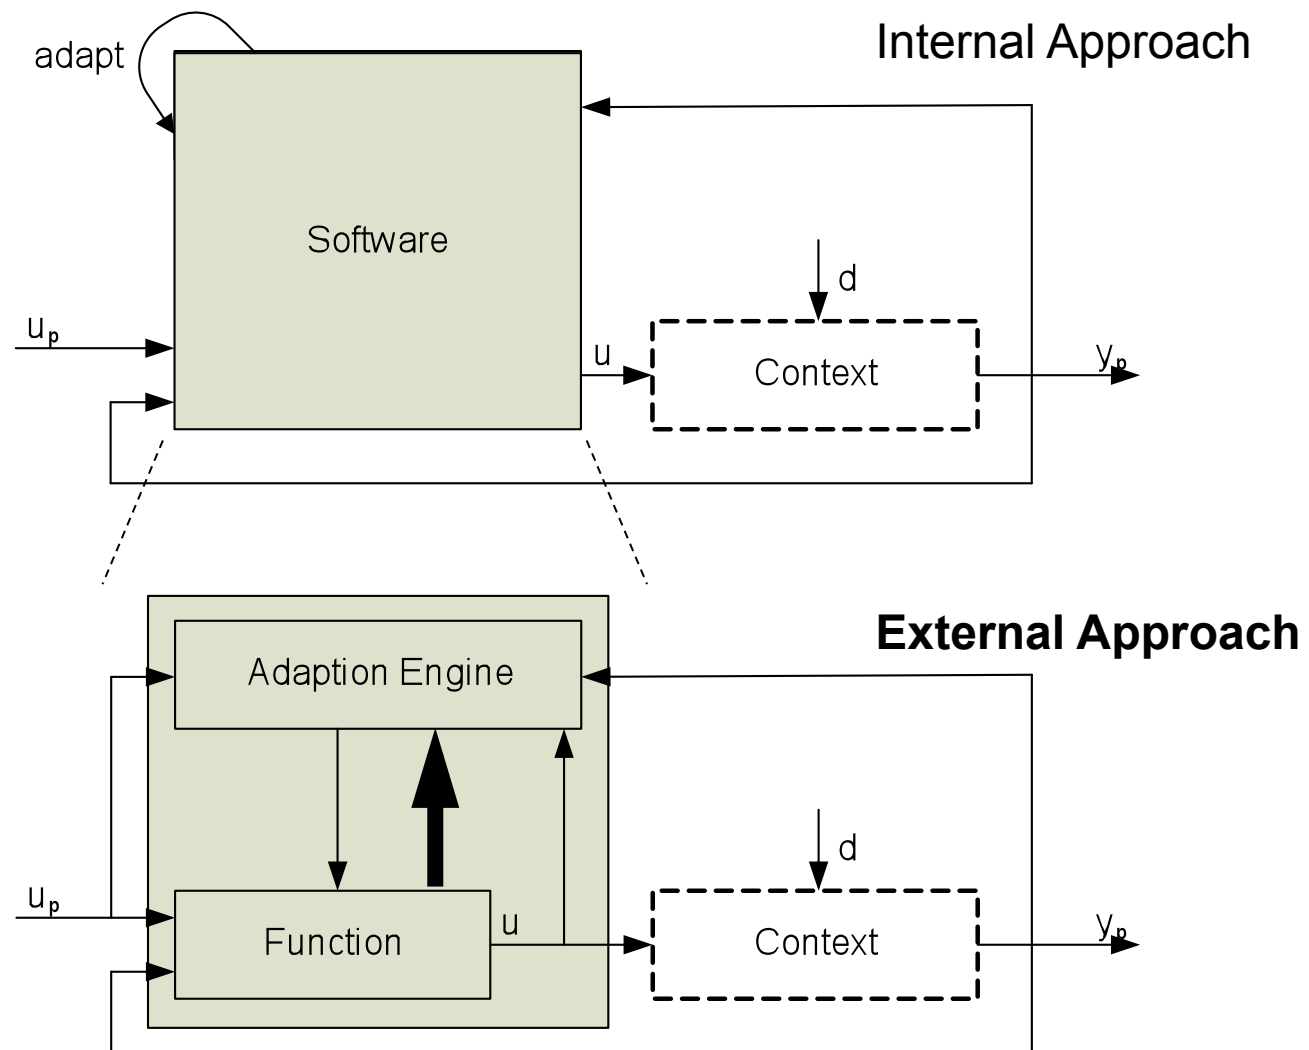 Internal Approach
adapt
Software
d
uₚ
u
Context
yₚ
External Approach
Adaption Engine
d
uₚ
u
Function
Context
yₚ